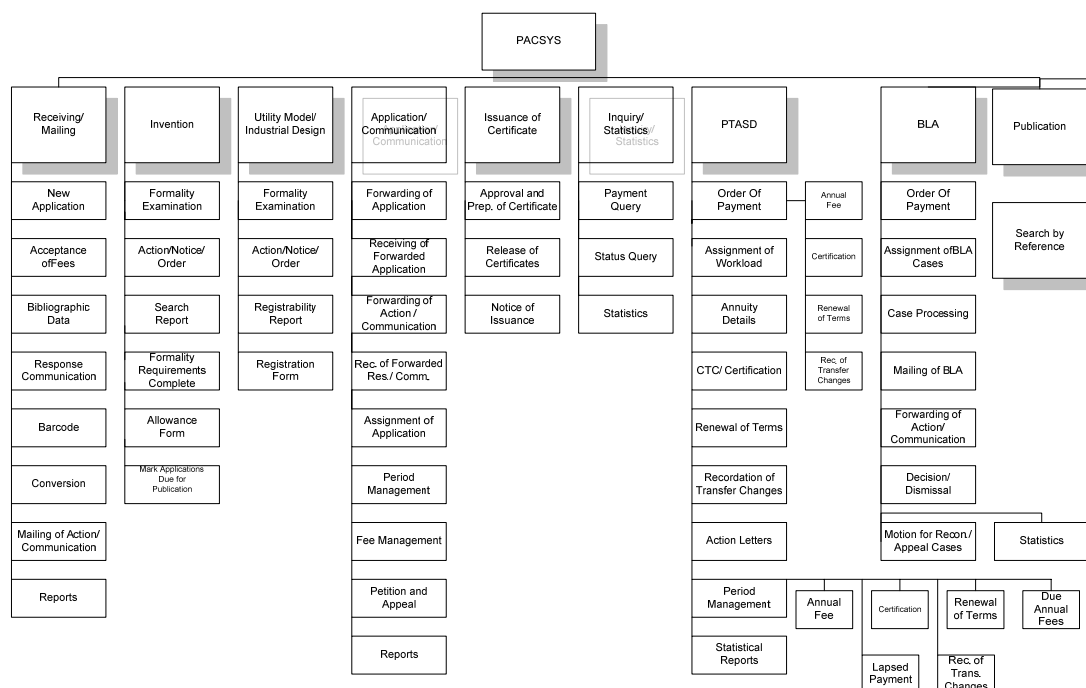 PACSYS
Receiving/
Mailing
Invention
Utility Model/
Industrial Design
Application/
Communication
Communication
Issuance of
Certificate
Inquiry/
Statistics
Statistics
PTASD
BLA
Publication
New
Application
Acceptance
ofFees
Bibliographic
Data
Response
Communication
Barcode
Conversion
Mailing of Action/
Communication
Reports
Formality
Examination
Action/Notice/
Order
Search
Report
Formality
Requirements
Complete
Allowance
Form
Mark Applications
Due for
Publication
Formality
Examination
Action/Notice/
Order
Registrability
Report
Registration
Form
Forwarding of
Application
Receiving of
Forwarded
Application
Forwarding of
Action /
Communication
Rec. of Forwarded
Res./ Comm.
Assignment of
Application
Period
Management
Fee Management
Petition and
Appeal
Reports
Approval and
Prep. of Certificate
Release of
Certificates
Notice of
Issuance
Payment
Query
Status Query
Statistics
Order Of
Payment
Assignment of
Workload
Annuity
Details
CTC/ Certification
Renewal of Terms
Recordation of
Transfer Changes
Action Letters
Period
Management
Statistical
Reports
Annual
Fee
Certification
Renewal
of Terms
Rec. of
Transfer
Changes
Order Of
Payment
Assignment ofBLA
Cases
Case Processing
Mailing of BLA
Forwarding of
Action/
Communication
Decision/
Dismissal
Motion for Recon./
Appeal Cases
Search by
Reference
Statistics
Annual
Fee
Certification
Renewal
of Terms
Due
Annual
Fees
Lapsed
Payment
Rec. of
Trans.
Changes